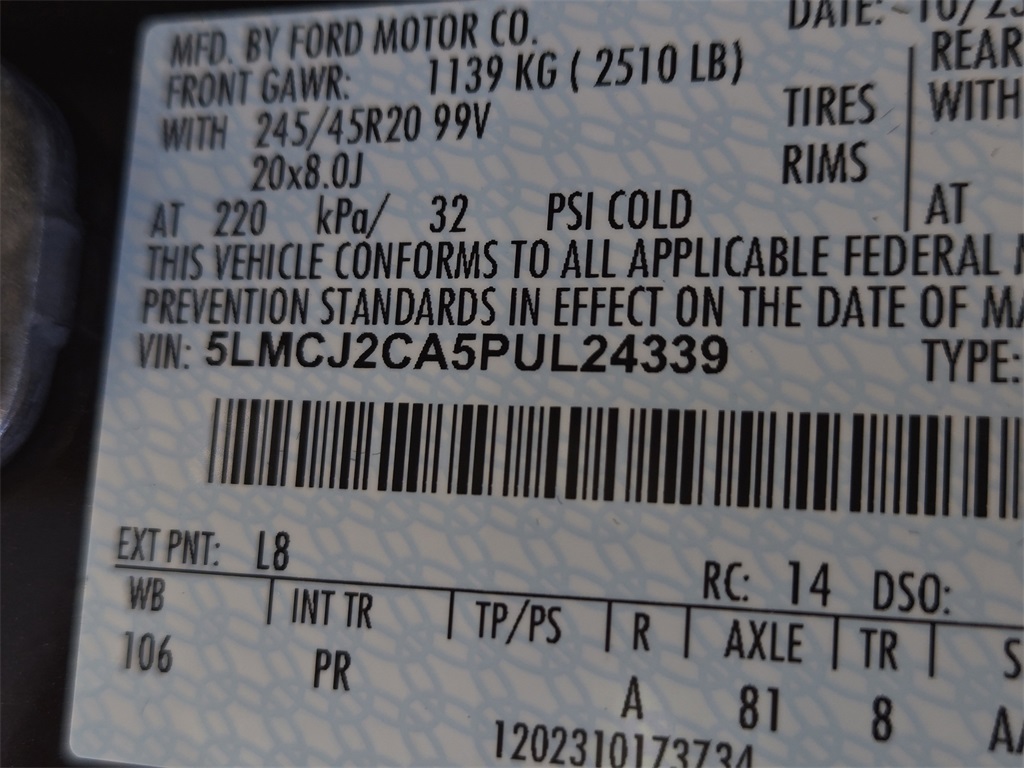 MFD. BY FORD MOTOR CO.
DATE: 10/23
FRONT GAWR: 1139 KG ( 2510 LB)
REAR
WITH 245/45R20 99V TIRES
WITH
20x8.0J RIMS
AT 220 kPa/ 32 PSI COLD
AT
THIS VEHICLE CONFORMS TO ALL APPLICABLE FEDERAL
PREVENTION STANDARDS IN EFFECT ON THE DATE OF
VIN: 5LMCJ2CA5PUL24339 TYPE:
EXT PNT: L8 RC: 14 DSO:
WB INT TR TP/PS R AXLE TR S
106 PR A 81 8
1202310173734